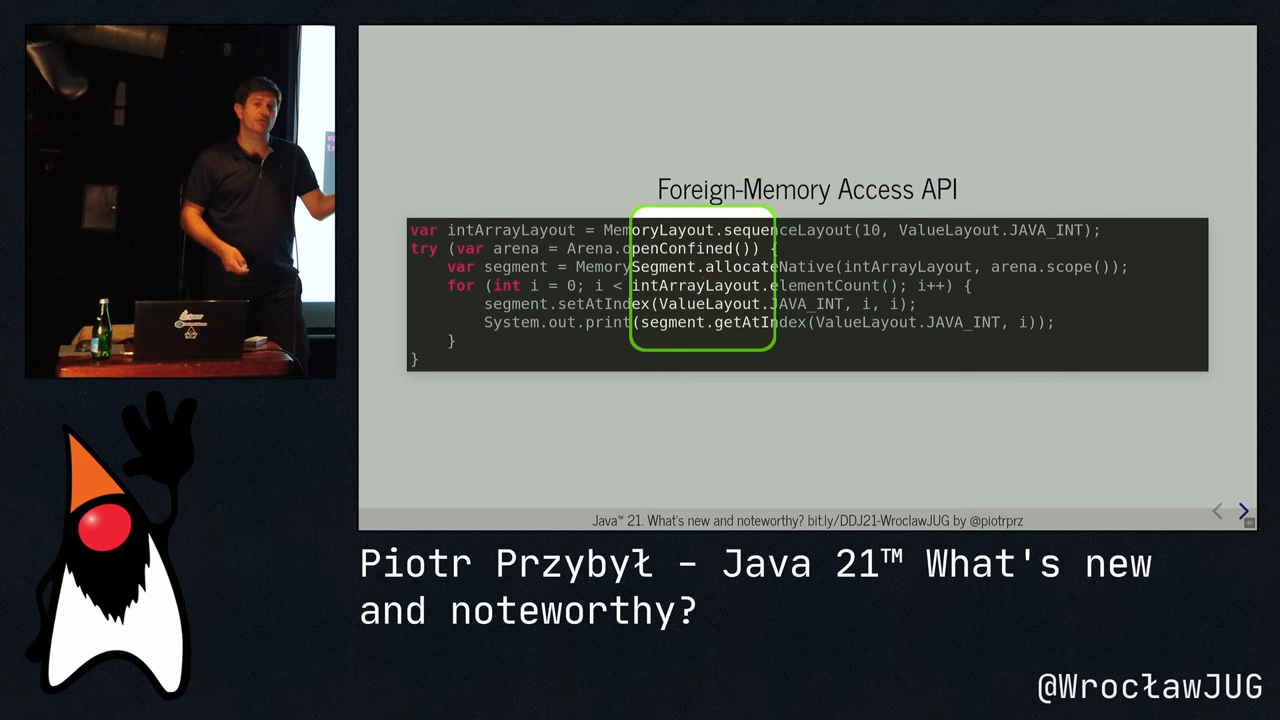 Foreign-Memory Access API
var intArrayLayout = MemoryLayout.sequenceLayout(10, ValueLayout.JAVA_INT);
try (var arena = Arena.openConfined()) {
    var segment = MemorySegment.allocateNative(intArrayLayout, arena.scope());
    for (int i = 0; i < intArrayLayout.elementCount(); i++) {
        segment.setAtIndex(ValueLayout.JAVA_INT, i, i);
        System.out.print(segment.getAtIndex(ValueLayout.JAVA_INT, i));
    }
}
Java™ 21. What's new and noteworthy? bit.ly/DDJ21-WroclawJUG by @piotrprz
Piotr Przybył – Java 21™ What's new
and noteworthy?
@WrocławJUG